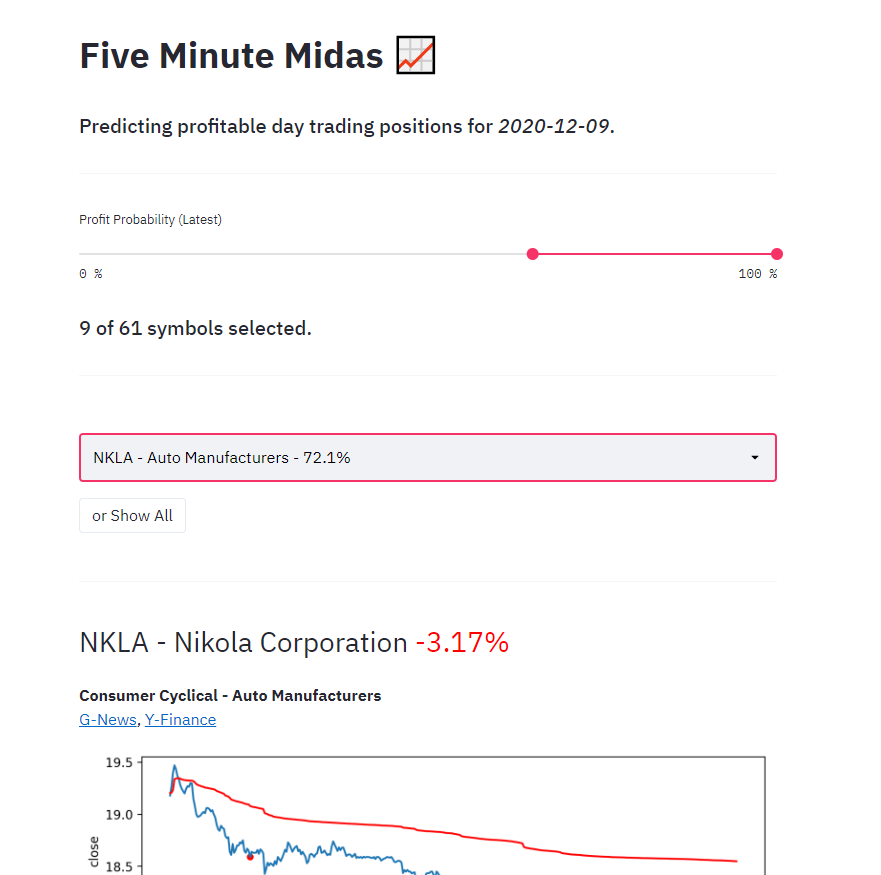 Five Minute Midas
Predicting profitable day trading positions for 2020-12-09.
Profit Probability (Latest)
0 %
100 %
9 of 61 symbols selected.
NKLA - Auto Manufacturers - 72.1%
or Show All
NKLA - Nikola Corporation -3.17%
Consumer Cyclical - Auto Manufacturers
G-News, Y-Finance
19.5
19.0
close
18.5